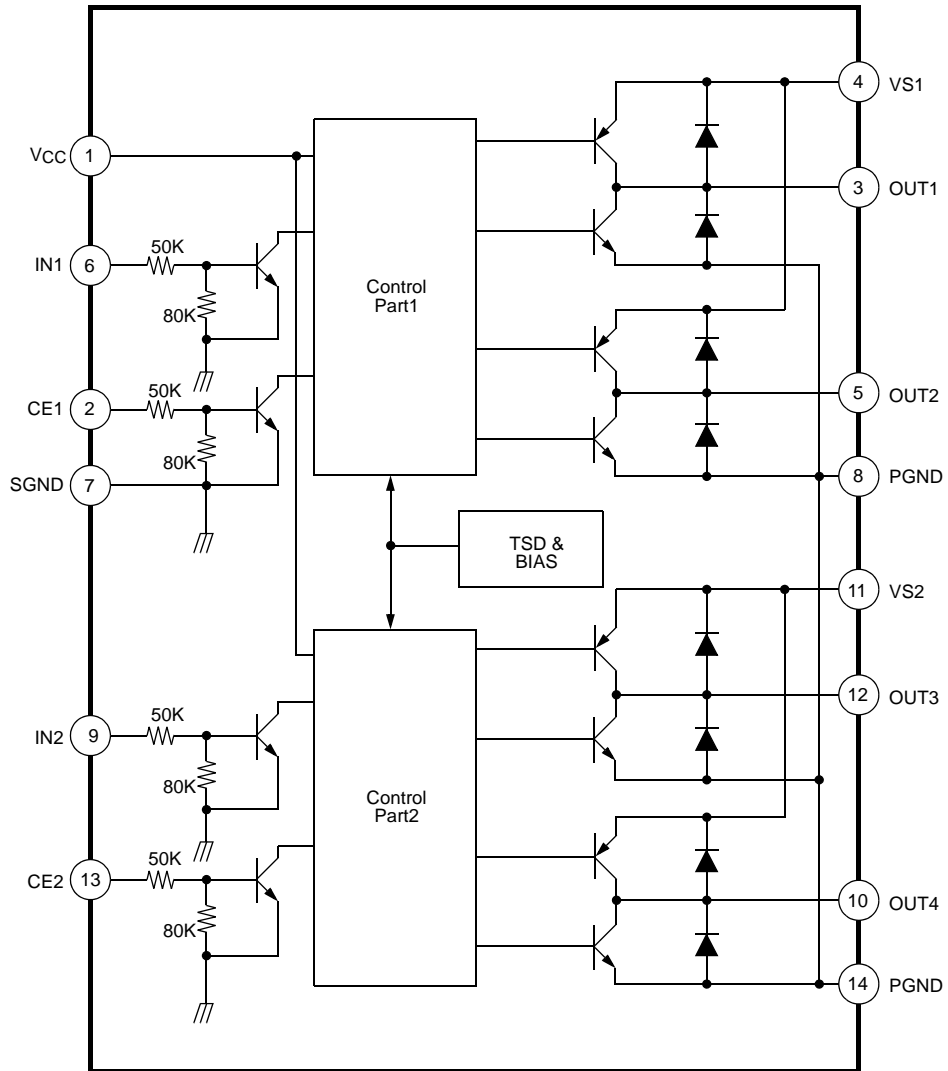 4 VS1
VCC 1
3 OUT1
50K
IN1 6
80K
Control
Part1
50K
CE1 2
5 OUT2
80K
SGND 7
8 PGND
TSD &
BIAS
11 VS2
12 OUT3
50K
IN2 9
80K
Control
Part2
50K
CE2 13
10 OUT4
80K
14 PGND